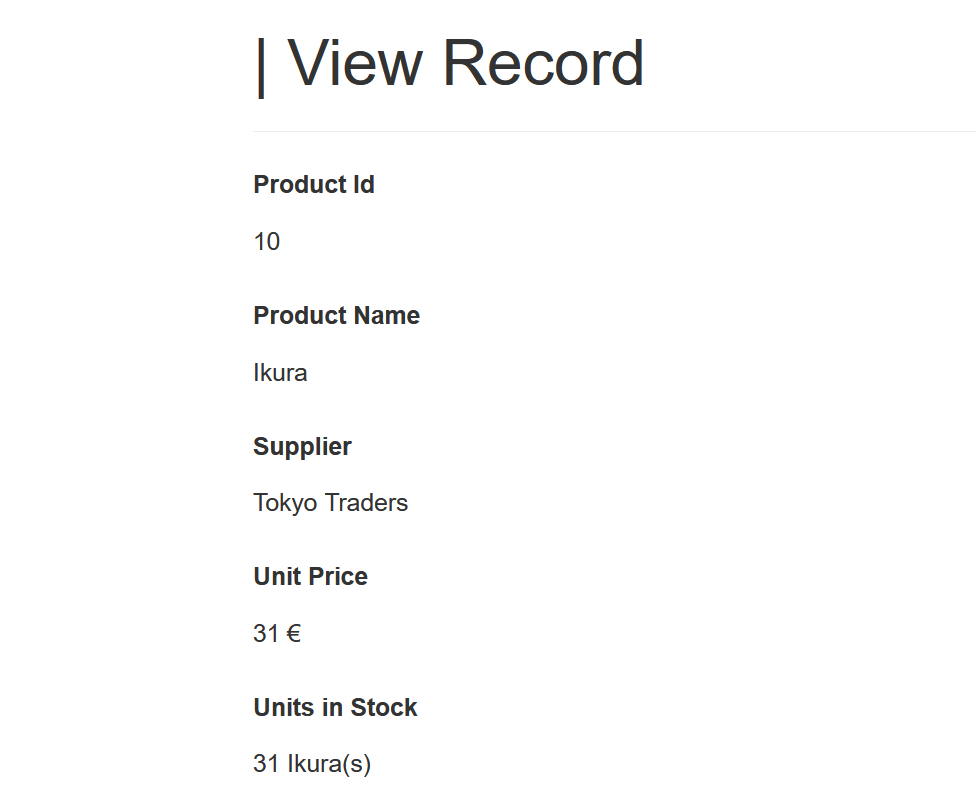 | View Record
Product Id
10
Product Name
Ikura
Supplier
Tokyo Traders
Unit Price
31 €
Units in Stock
31 Ikura(s)